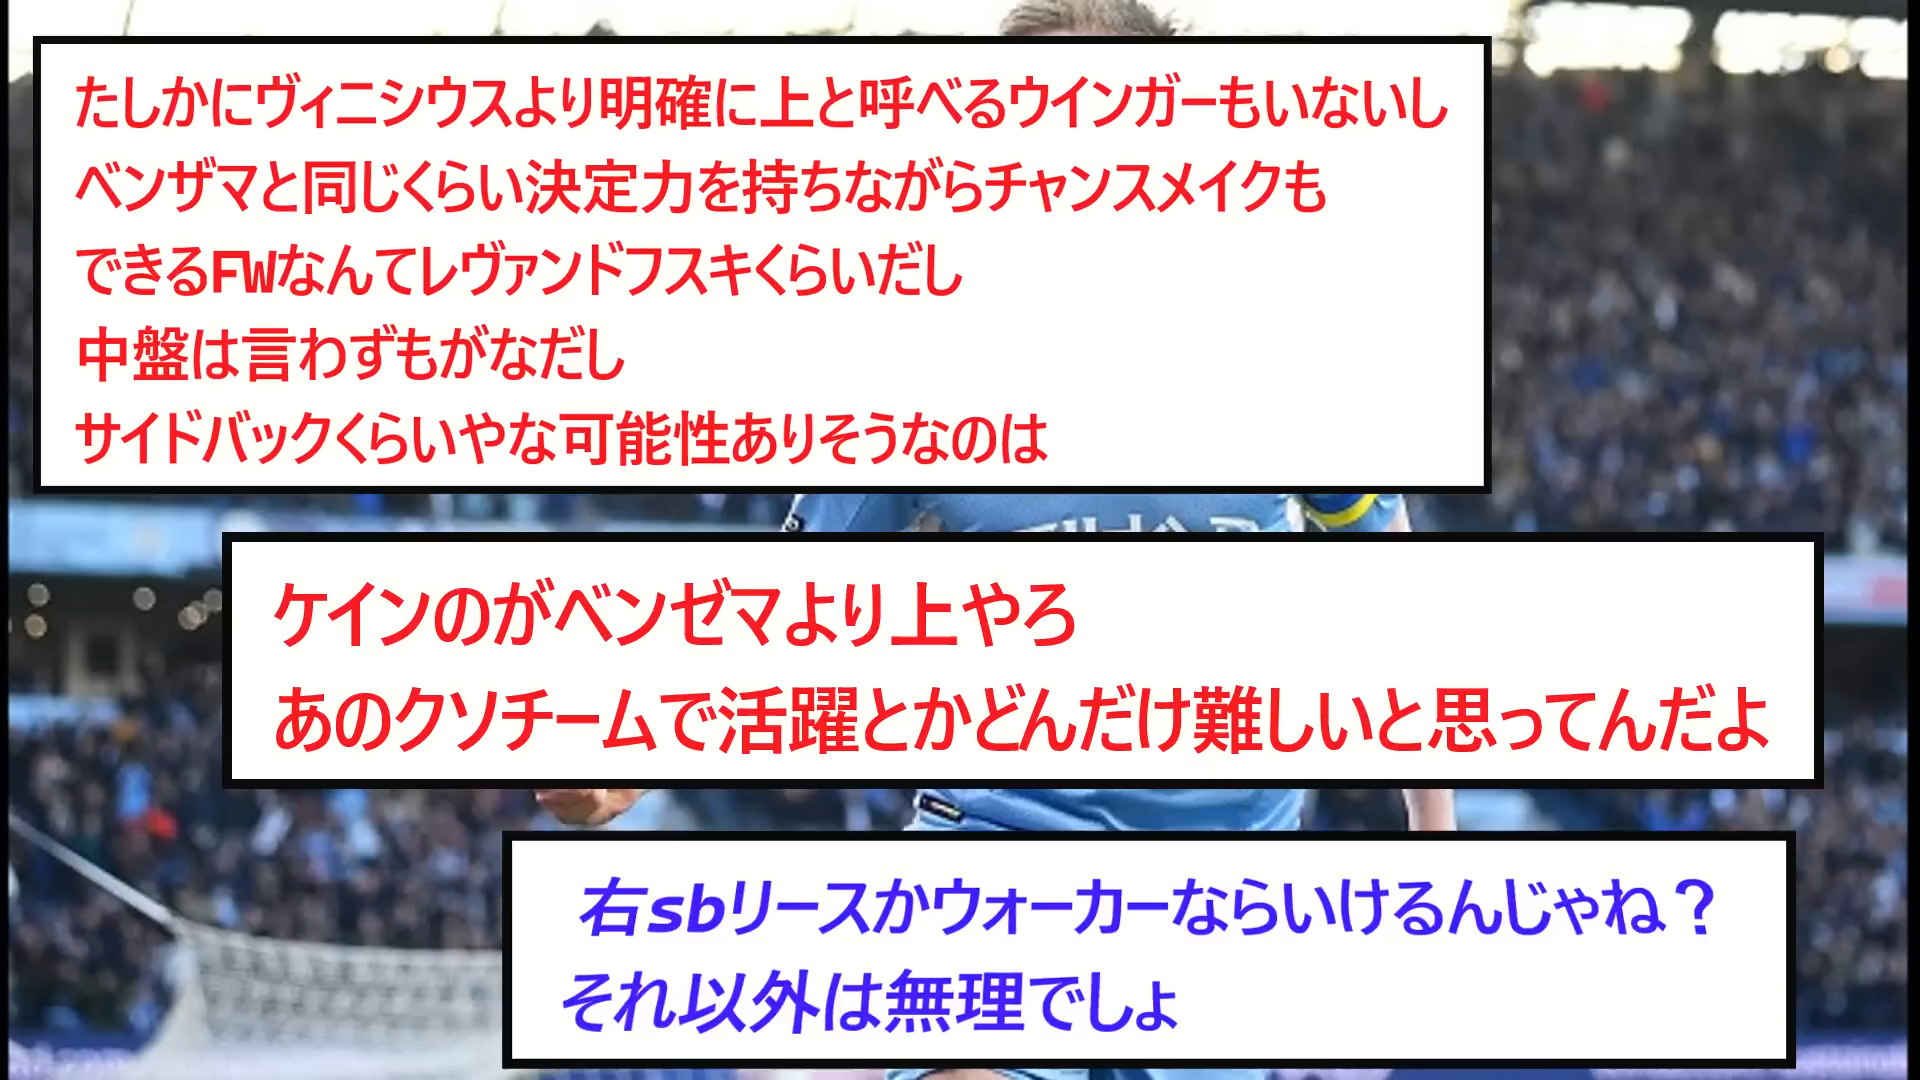 たしかにヴィニシウスより明確に上と呼べるウインガーもいないし
ベンザマと同じくらい決定力を持ちながらチャンスメイクも
できるFWなんてレヴァンドフスキくらいだし
中盤は言わずもがなだし
サイドバックくらいやな可能性ありそうなのは
ケインのがベンゼマより上やろ
あのクソチームで活躍とかどんだけ難しいと思ってんだよ
右sbリースかウォーカーならいけるんじゃね？
それ以外は無理でしょ